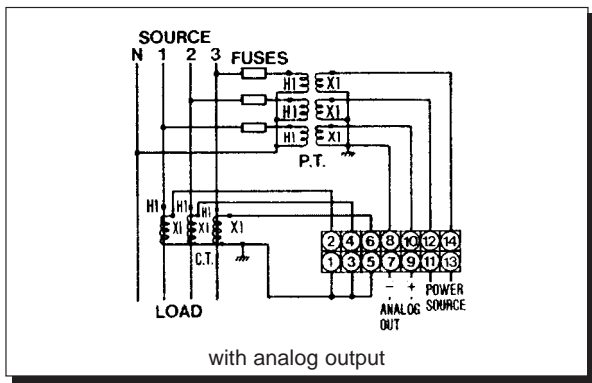 SOURCE
N 1 2 3 FUSES
H1 X1
H1 X1
H1 X1
P.T.
H1 H1 H1
X1 X1 X1
C.T.
2 4 6 8 10 12 14
1 3 5 7 9 11 13
- + POWER
ANALOG SOURCE
OUT
LOAD
with analog output